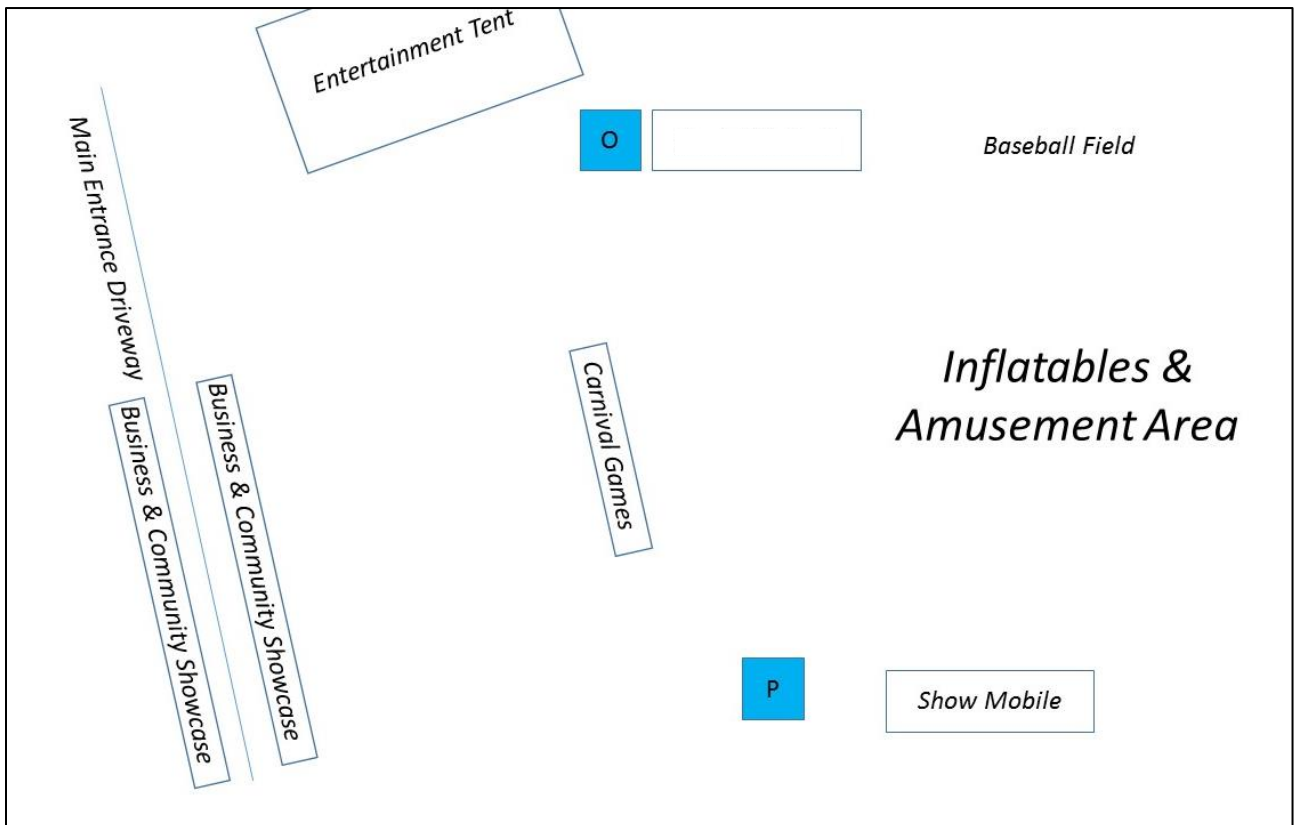 Entertainment Tent
O
Baseball Field
Main Entrance Driveway
Inflatables &
Amusement Area
Carnival Games
Business & Community Showcase
Business & Community Showcase
P
Show Mobile